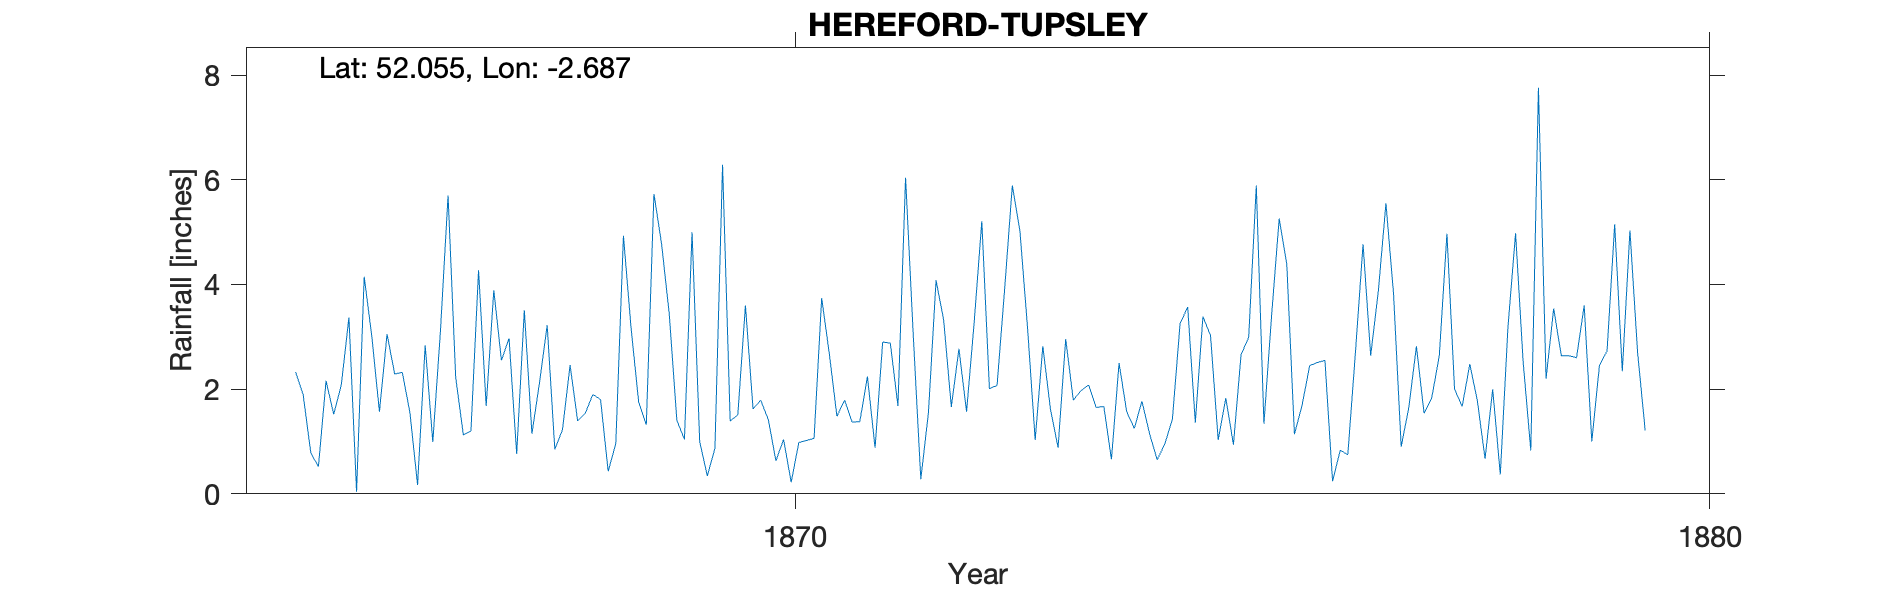 HEREFORD-TUPSLEY
Lat: 52.055, Lon: -2.687
8
6
4
2
0
Rainfall [inches]
1870
1880
Year